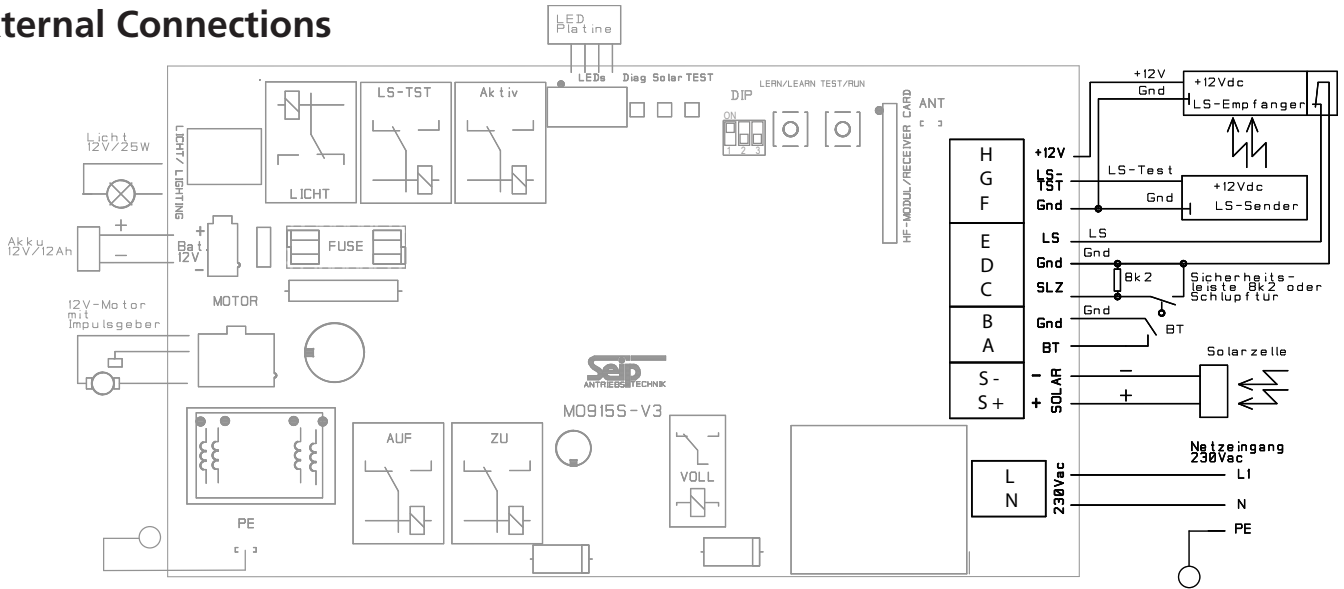 ternal Connections
LED
Platine
LEDs Diag Solar TEST
LERN/LEARN TEST/RUN
LICHT/LIGHTING
LICHT
LS-TST
Aktiv
DIP
ON
1 2 3
HF-MODUL/RECEIVER CARD
ANT
Licht
12V/25W
Akku
12V/12Ah
+
−
+
Bat.
12V
−
FUSE
12V-Motor
mit
Impulsgeber
MOTOR
Seip
ANTRIEBSTECHNIK
M0915S-V3
AUF
ZU
VOLL
PE
H
G
F
E
D
C
B
A
S -
S +
L
N
+12V
LS-
TST
Gnd
LS
Gnd
SLZ
Gnd
BT
−
+
SOLAR
230Vac
+12V
Gnd
+12Vdc
LS-Empfanger
LS-Test
Gnd
+12Vdc
LS-Sender
LS
Gnd
8k2
Sicherheits-
leiste 8k2 oder
Schlupftür
Gnd
BT
Solarzelle
−
+
Netzeingang
230Vac
L1
N
PE